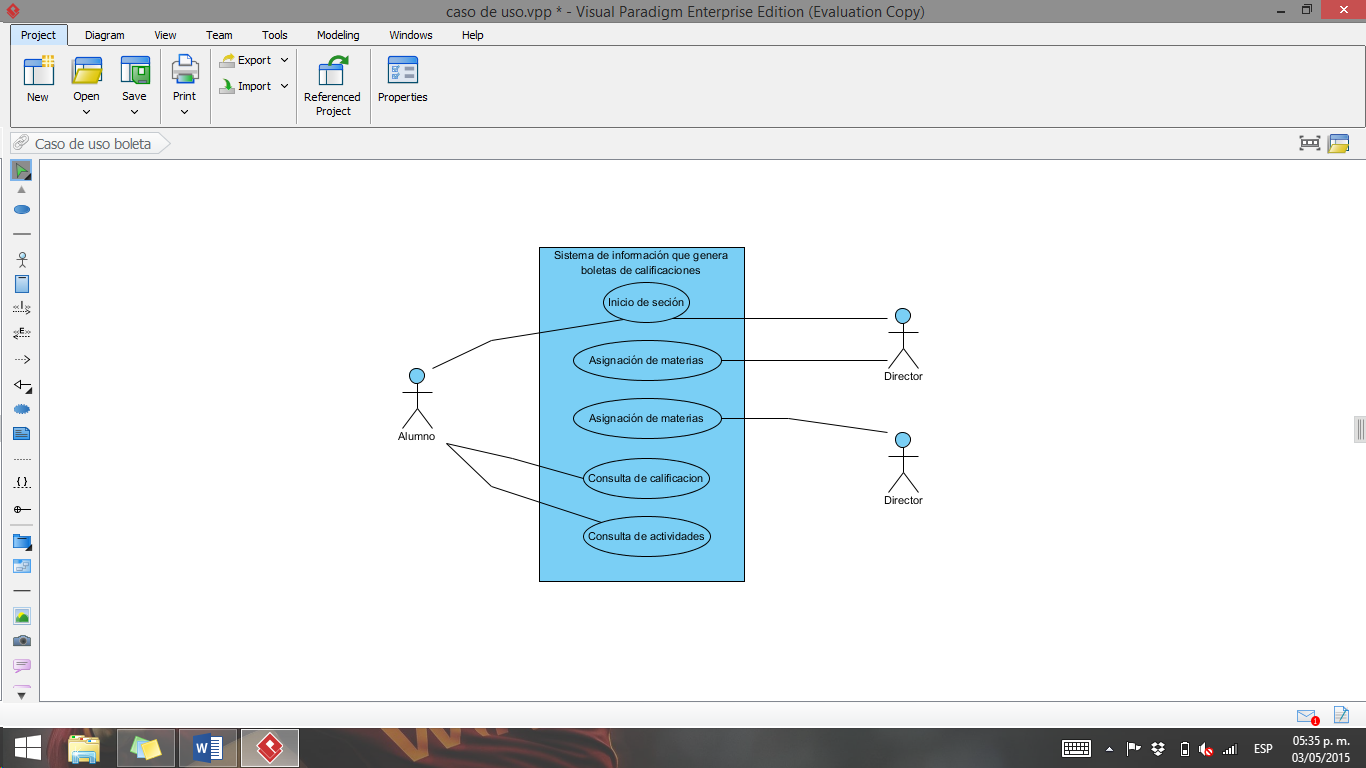 caso de uso.vpp * - Visual Paradigm Enterprise Edition (Evaluation Copy)
Project Diagram View Team Tools Modeling Windows Help
New
Open
Save
Print
Export
Import
Referenced
Project
Properties
Caso de uso boleta
Sistema de información que genera
boletas de calificaciones
Inicio de seción
Asignación de materias
Asignación de materias
Consulta de calificacion
Consulta de actividades
Alumno
Director
Director
ESP
05:35 p. m.
03/05/2015